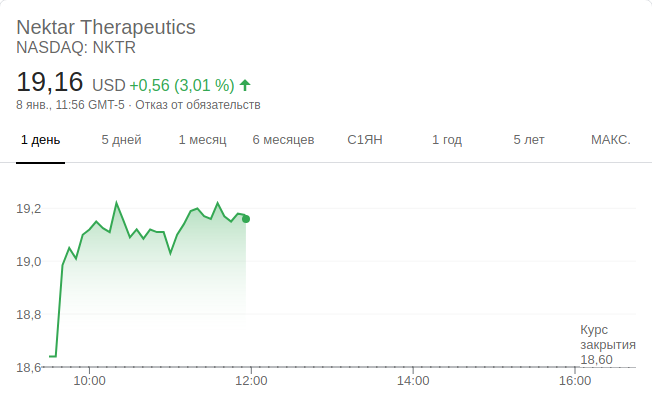 Nektar Therapeutics
NASDAQ: NKTR
19,16 USD +0,56 (3,01 %)
8 янв., 11:56 GMT-5 · Отказ от обязательств
1 день 5 дней 1 месяц 6 месяцев С1ЯН 1 год 5 лет МАКС.
19,2
19,0
18,8
Курс
закрытия
18,60
18,6
10:00 12:00 14:00 16:00